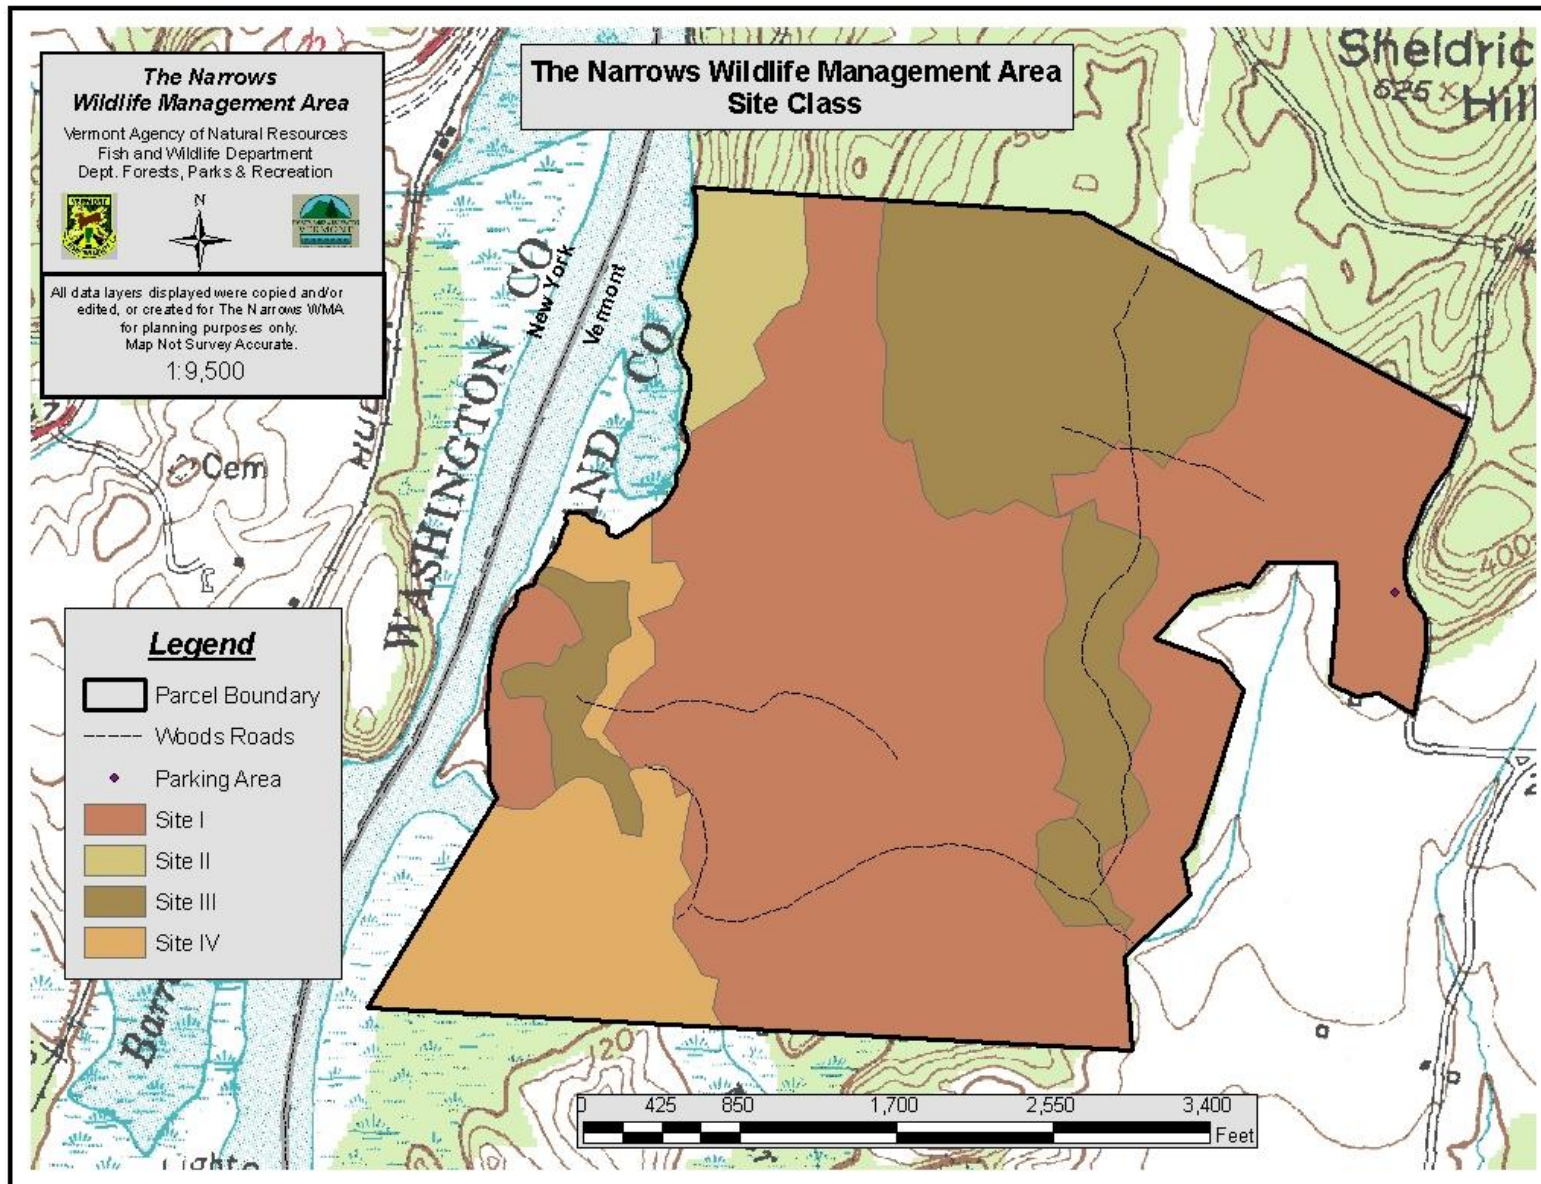 The Narrows
Wildlife Management Area
Vermont Agency of Natural Resources
Fish and Wildlife Department
Dept. Forests, Parks & Recreation
VERMONT
VERMONT
N
All data layers displayed were copied and/or
edited, or created for The Narrows WMA
for planning purposes only.
Map Not Survey Accurate.
1:9,500
The Narrows Wildlife Management Area
Site Class
Sheldric
625 x
Hill
WASHINGTON CO
New York
Vermont
IND CO
Cem
400
Legend
Parcel Boundary
Woods Roads
Parking Area
Site I
Site II
Site III
Site IV
Barr
120
0 425 850 1,700 2,550 3,400
Feet